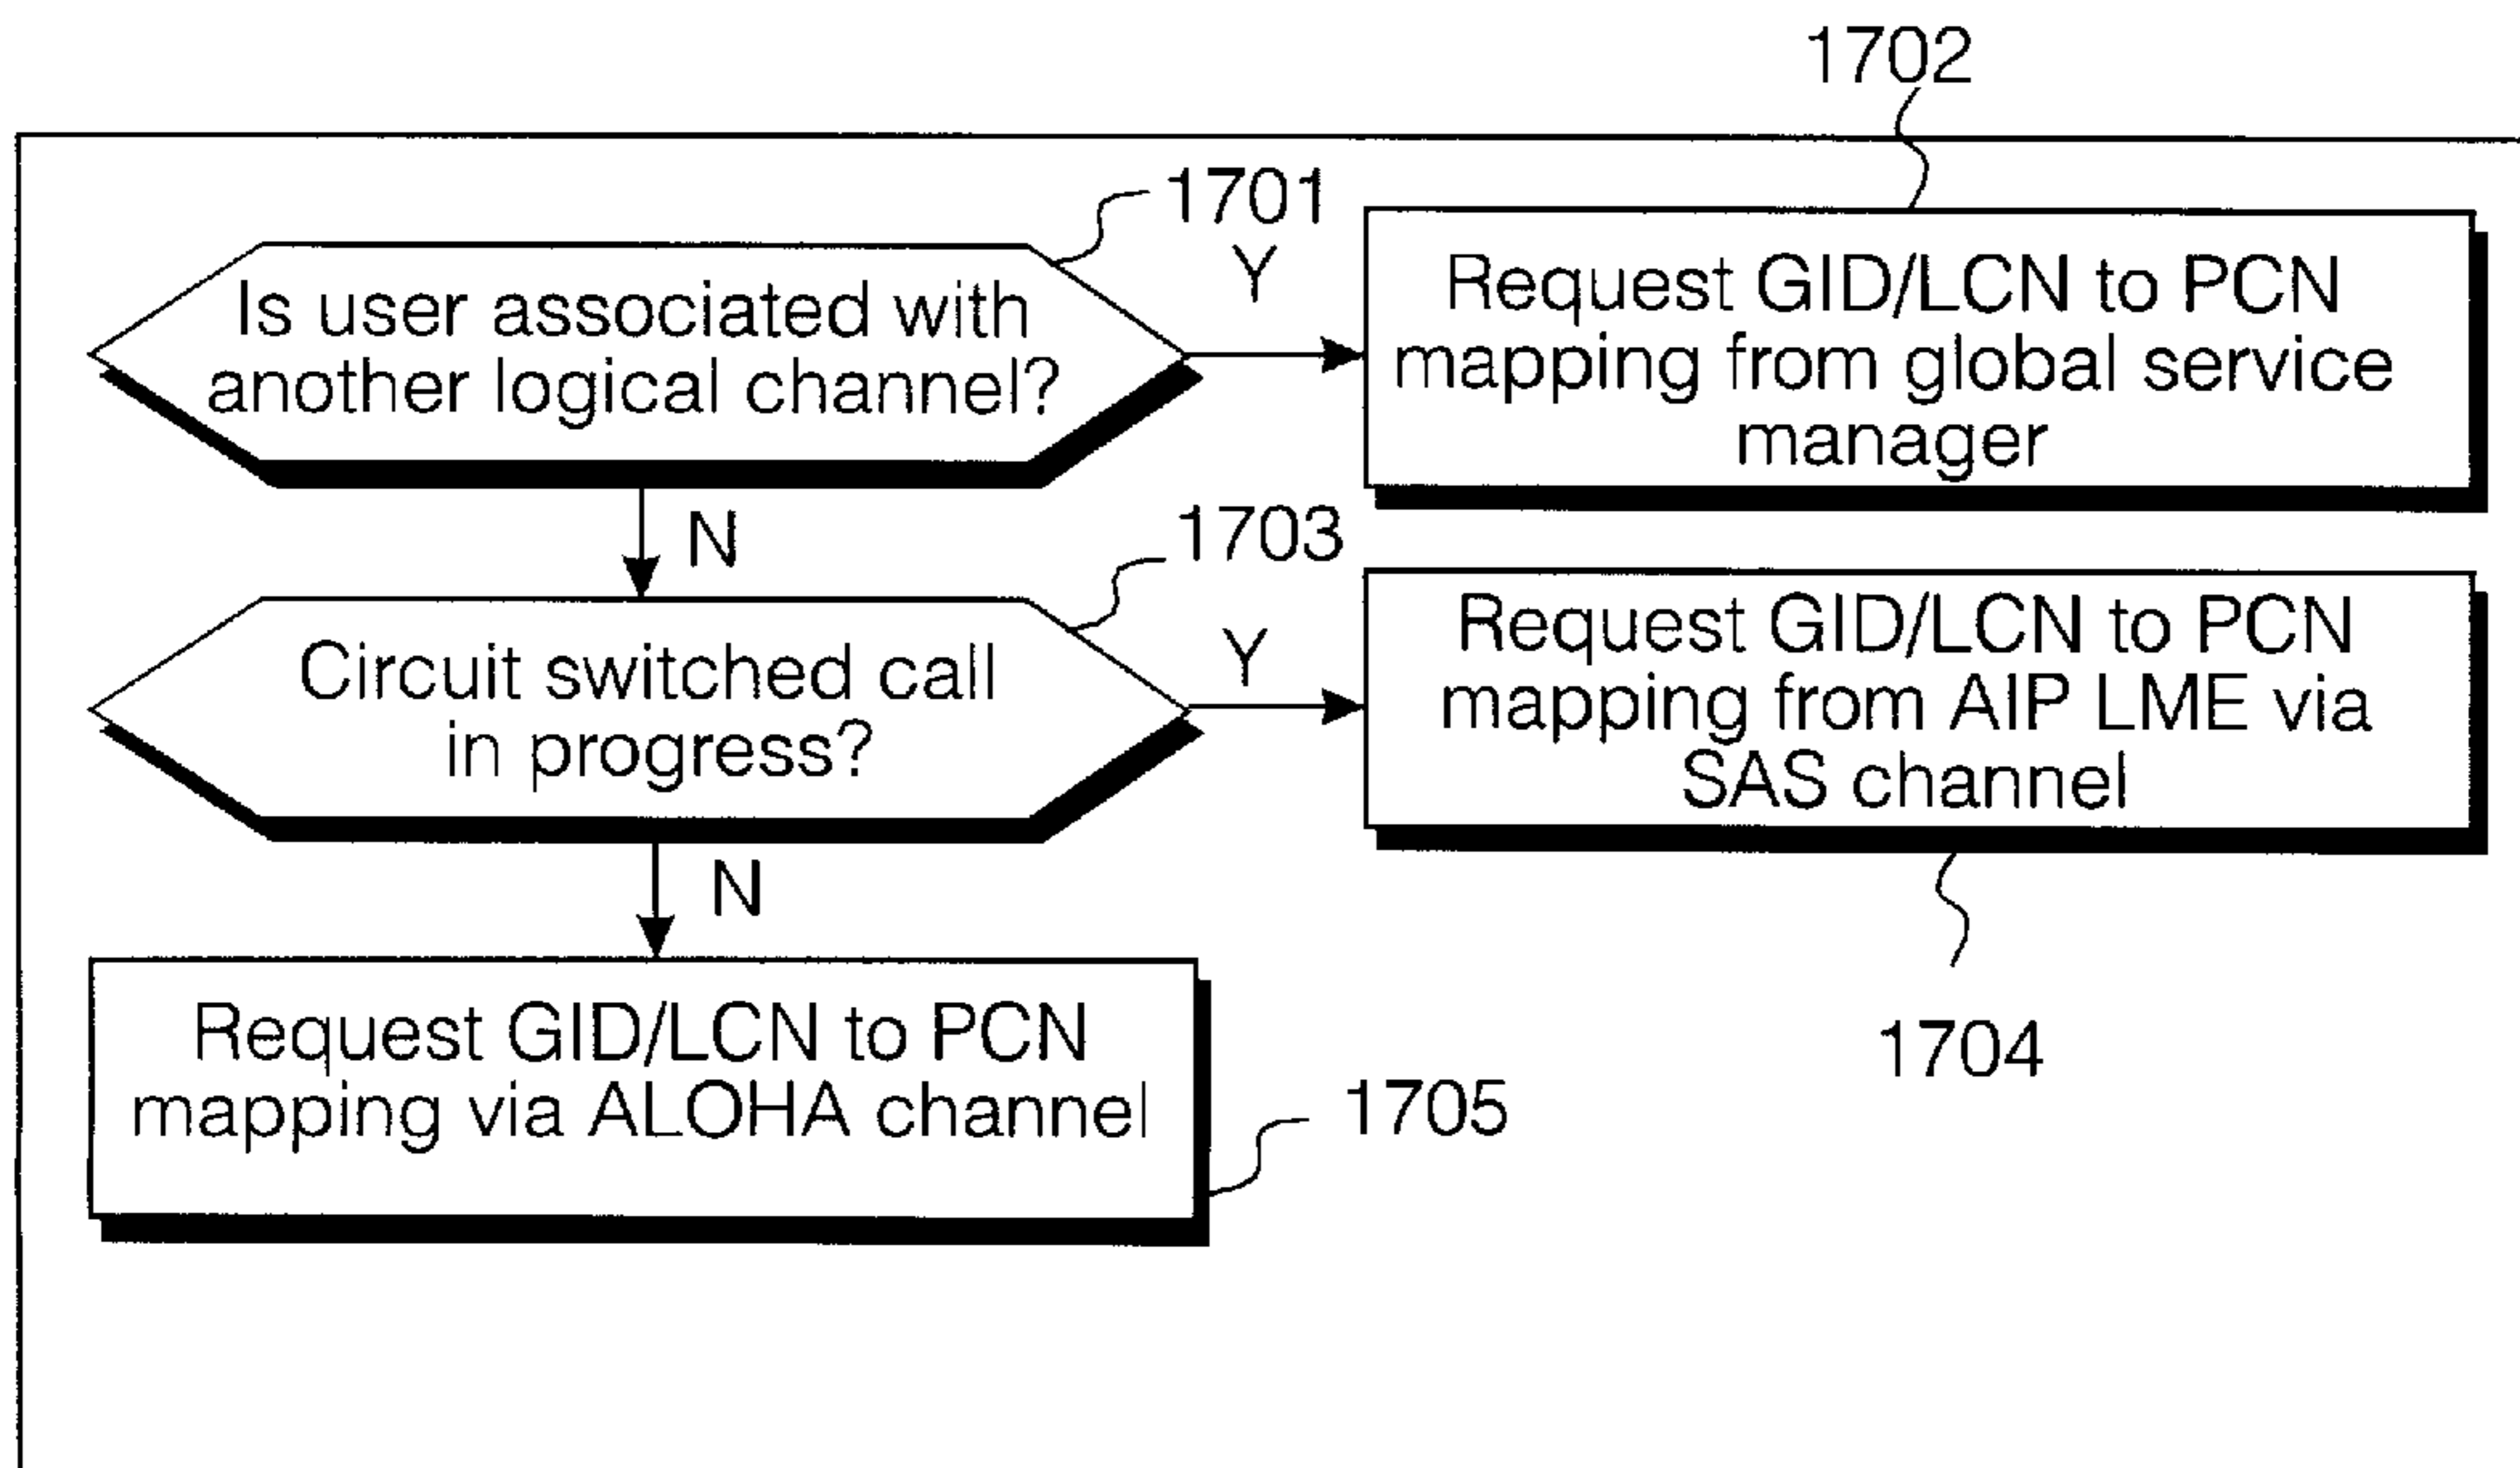 1702
1701
Y
Is user associated with
another logical channel?
Request GID/LCN to PCN
mapping from global service
manager
N
1703
Y
Circuit switched call
in progress?
Request GID/LCN to PCN
mapping from AIP LME via
SAS channel
N
1704
Request GID/LCN to PCN
mapping via ALOHA channel
1705